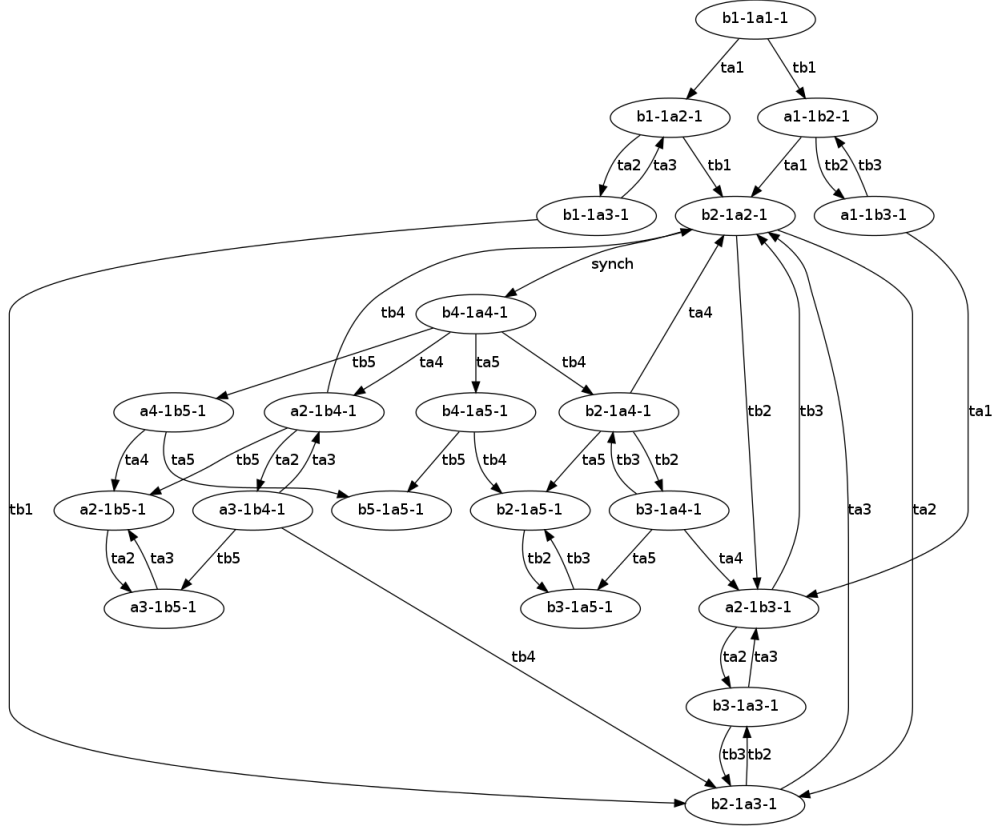 b1-1a1-1
ta1
tb1
b1-1a2-1
a1-1b2-1
ta2
ta3
tb1
ta1
tb2
tb3
b1-1a3-1
b2-1a2-1
a1-1b3-1
synch
b4-1a4-1
tb4
ta4
tb5
ta4
ta5
tb4
a4-1b5-1
a2-1b4-1
b4-1a5-1
b2-1a4-1
tb2
tb3
ta1
ta4
ta5
tb5
ta2
ta3
tb5
tb4
ta5
tb3
tb2
tb1
a2-1b5-1
a3-1b4-1
b5-1a5-1
b2-1a5-1
b3-1a4-1
ta3
ta2
ta2
ta3
tb5
tb2
tb3
ta5
ta4
a3-1b5-1
b3-1a5-1
a2-1b3-1
tb4
ta2
ta3
b3-1a3-1
tb3
tb2
b2-1a3-1